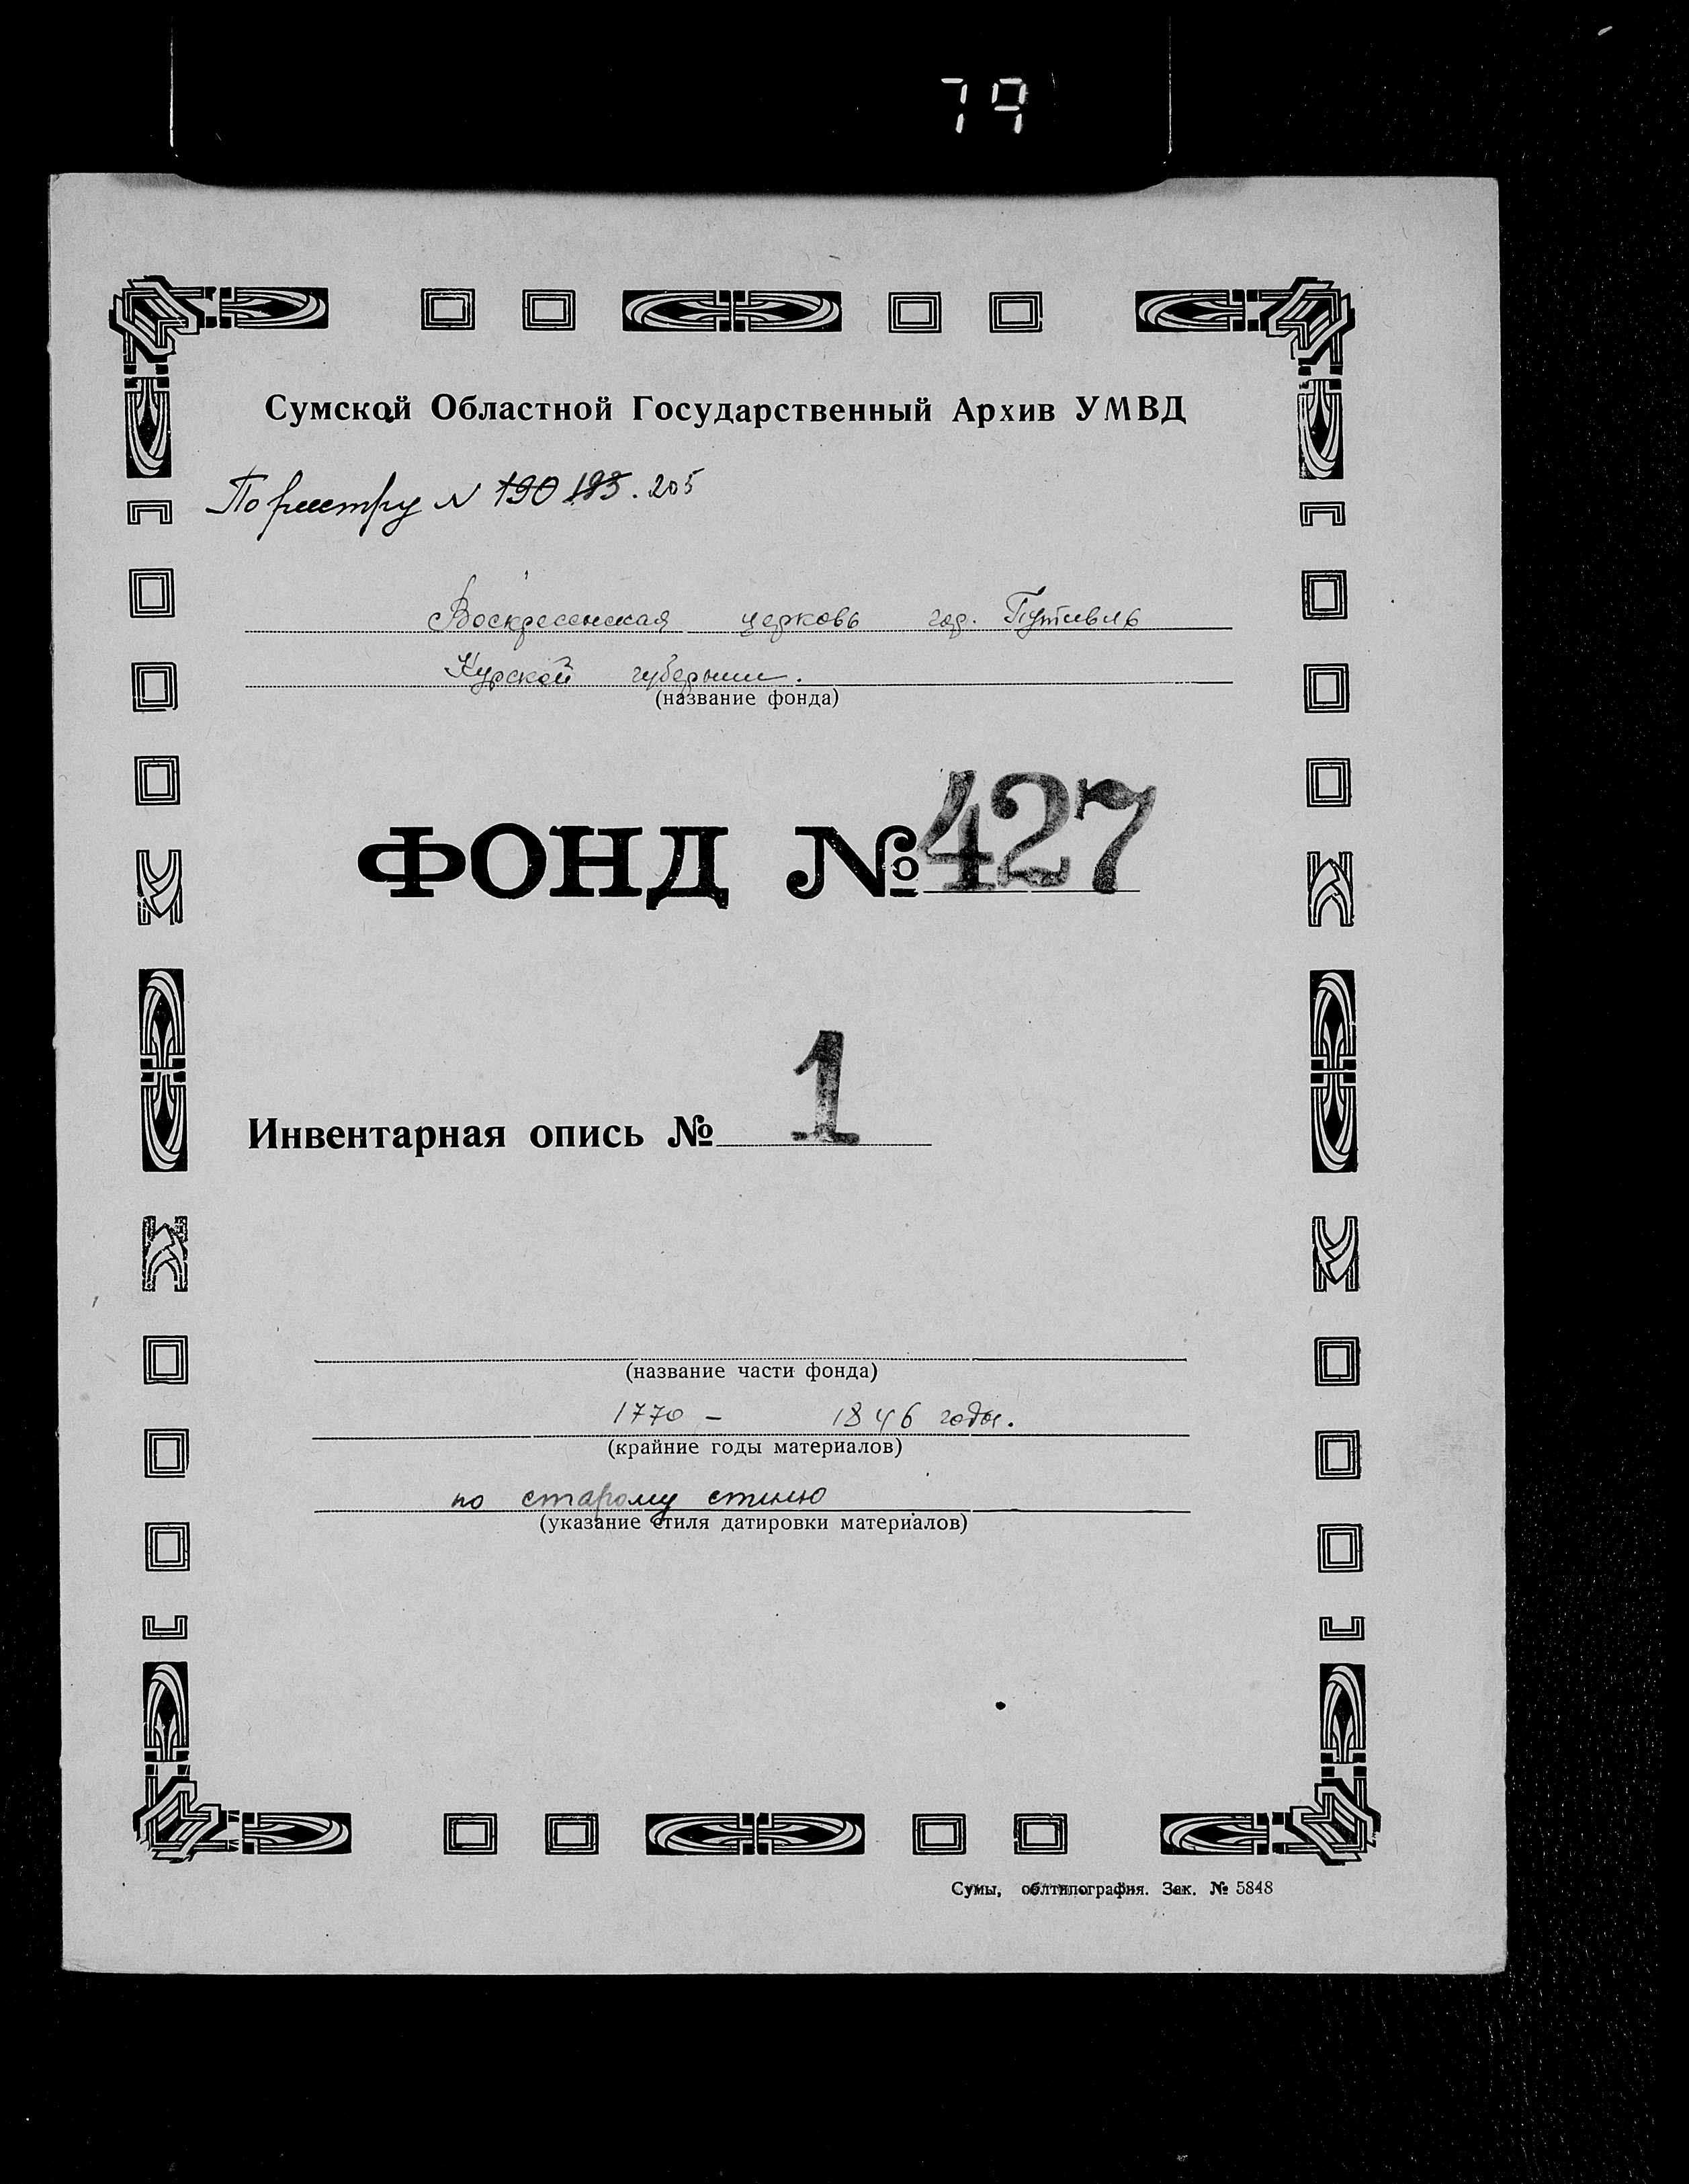 79
Сумской Областной Государственный Архив УМВД
По реестру N 190 193. 205
Воскресенская церковь гор. Путивль
Курской губернии.
(название фонда)
ФОНД № 427
Инвентарная опись № 1
(название части фонда)
1770 – 1846 годы.
(крайние годы материалов)
по старому стилю
(указание стиля датировки материалов)
Сумы, облтипография. Зак. № 5848